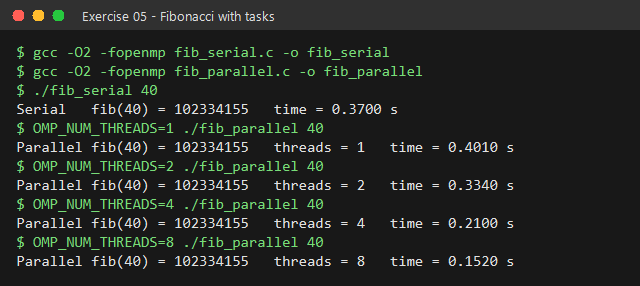 Exercise 05 - Fibonacci with tasks
$ gcc -O2 -fopenmp fib_serial.c -o fib_serial
$ gcc -O2 -fopenmp fib_parallel.c -o fib_parallel
$ ./fib_serial 40
Serial   fib(40) = 102334155   time = 0.3700 s
$ OMP_NUM_THREADS=1 ./fib_parallel 40
Parallel fib(40) = 102334155   threads = 1   time = 0.4010 s
$ OMP_NUM_THREADS=2 ./fib_parallel 40
Parallel fib(40) = 102334155   threads = 2   time = 0.3340 s
$ OMP_NUM_THREADS=4 ./fib_parallel 40
Parallel fib(40) = 102334155   threads = 4   time = 0.2100 s
$ OMP_NUM_THREADS=8 ./fib_parallel 40
Parallel fib(40) = 102334155   threads = 8   time = 0.1520 s